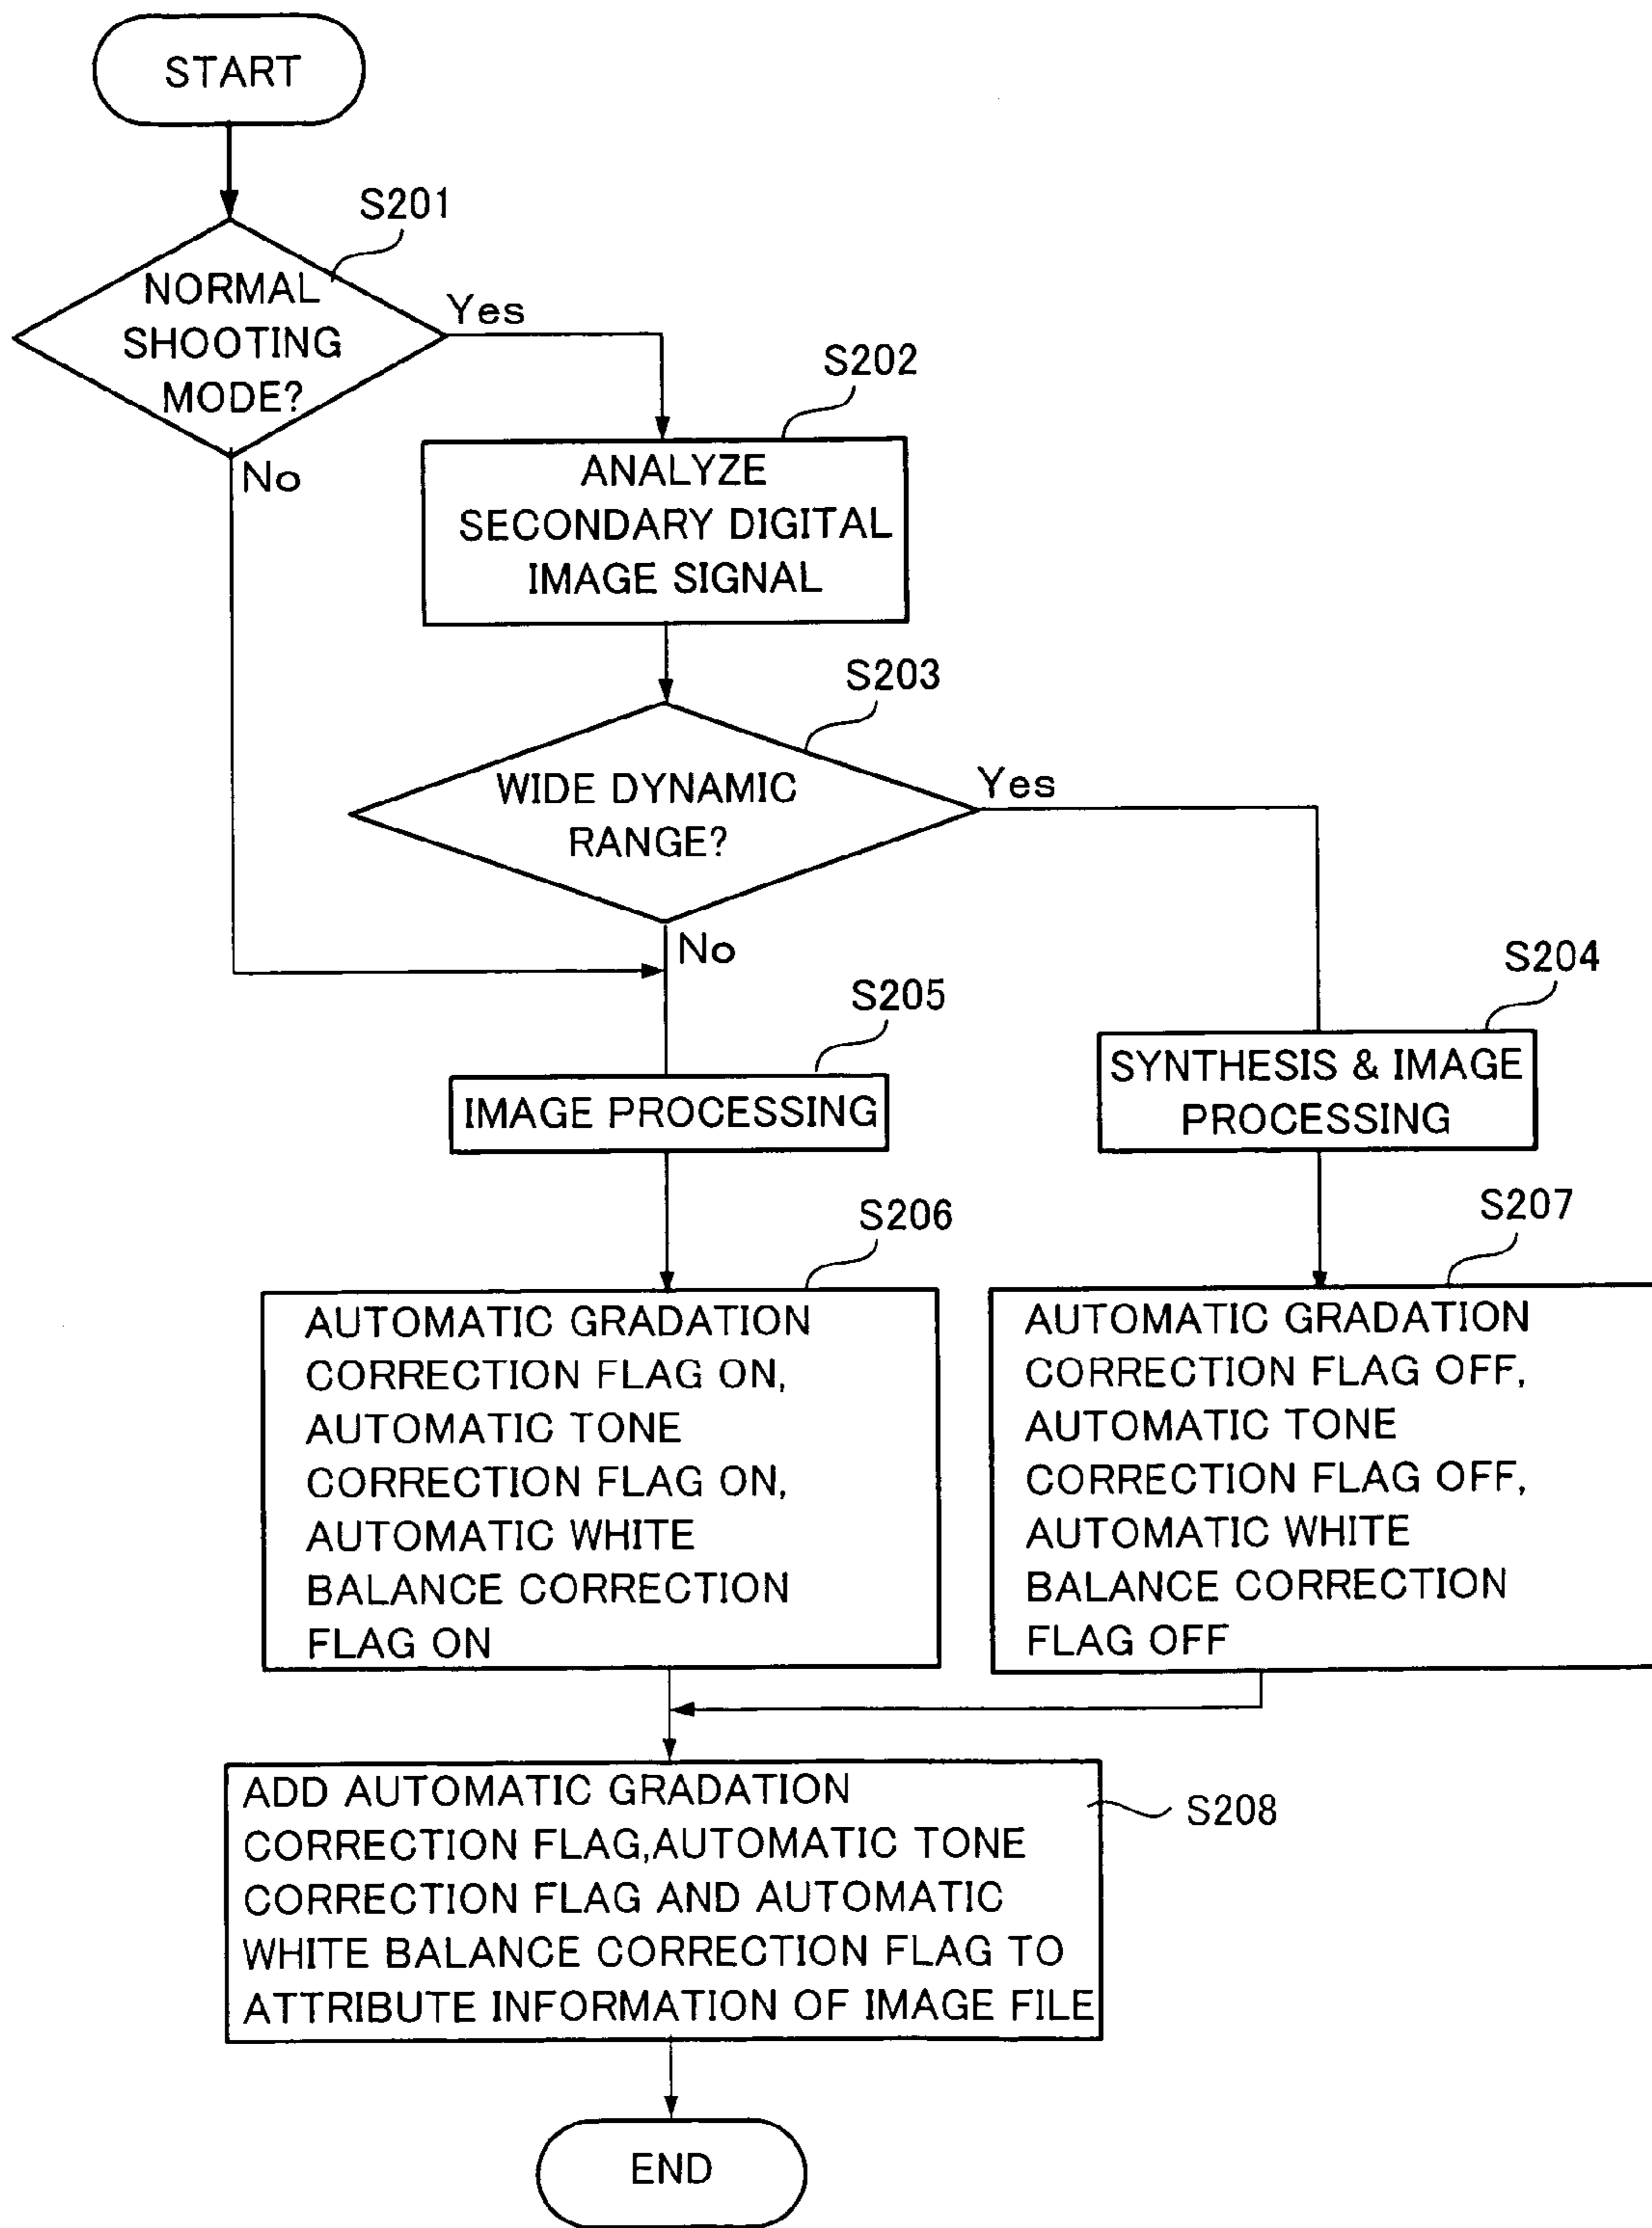 START
S201
NORMAL
SHOOTING
MODE?
Yes
No
S202
ANALYZE
SECONDARY DIGITAL
IMAGE SIGNAL
S203
WIDE DYNAMIC
RANGE?
Yes
No
S204
SYNTHESIS & IMAGE
PROCESSING
S205
IMAGE PROCESSING
S206
AUTOMATIC GRADATION
CORRECTION FLAG ON,
AUTOMATIC TONE
CORRECTION FLAG ON,
AUTOMATIC WHITE
BALANCE CORRECTION
FLAG ON
S207
AUTOMATIC GRADATION
CORRECTION FLAG OFF,
AUTOMATIC TONE
CORRECTION FLAG OFF,
AUTOMATIC WHITE
BALANCE CORRECTION
FLAG OFF
ADD AUTOMATIC GRADATION
CORRECTION FLAG,AUTOMATIC TONE
CORRECTION FLAG AND AUTOMATIC
WHITE BALANCE CORRECTION FLAG TO
ATTRIBUTE INFORMATION OF IMAGE FILE
S208
END